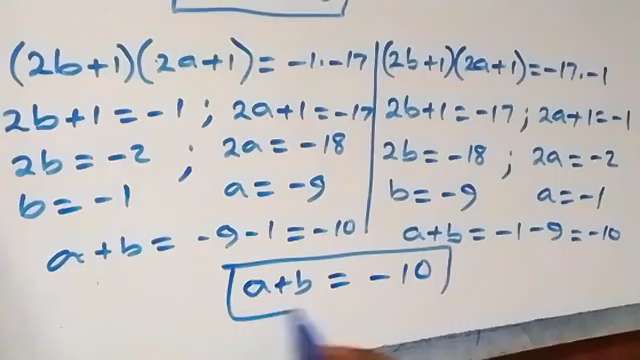 (2b+1)(2a+1) = -1·-17
2b+1 = -1 ; 2a+1 = -17
2b = -2 ; 2a = -18
b = -1 a = -9
a+b = -9-1 = -10
(2b+1)(2a+1) = -17·-1
2b+1 = -17 ; 2a+1 = -1
2b = -18 ; 2a = -2
b = -9 a = -1
a+b = -1-9 = -10
a+b = -10